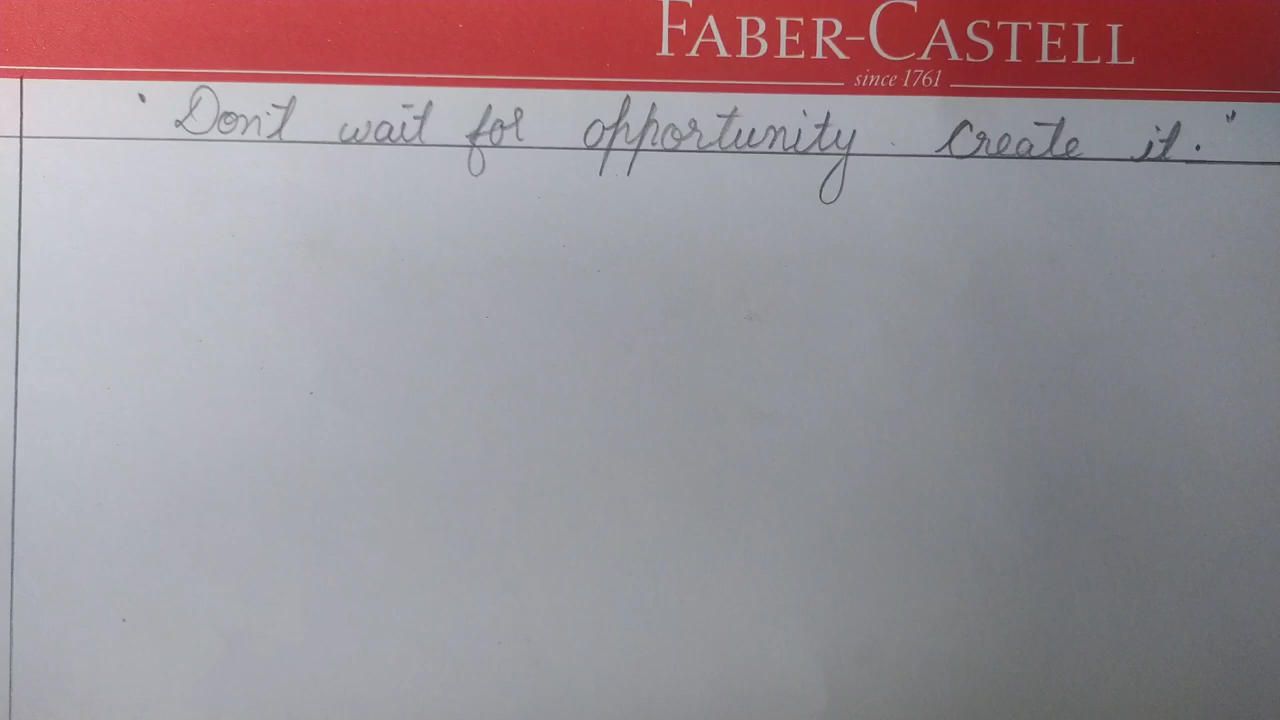 FABER-CASTELL
since 1761
' Don't wait for opportunity. Create it."